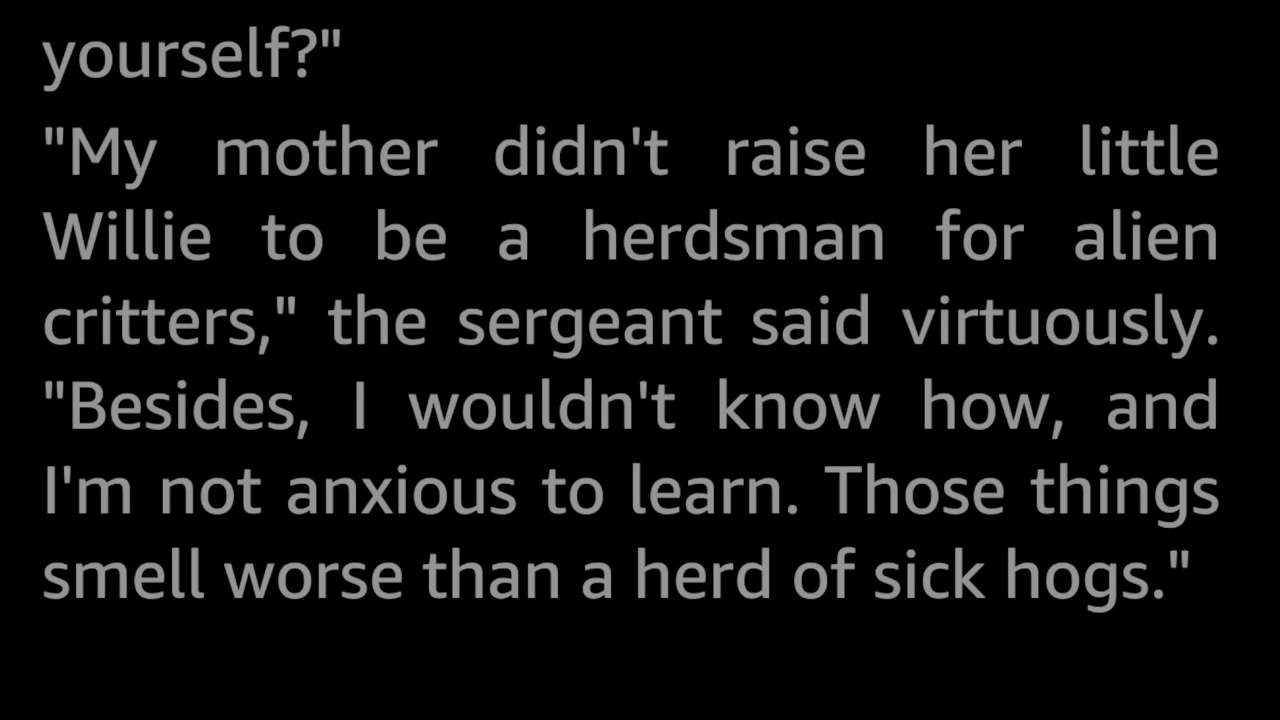 yourself?"
"My mother didn't raise her little
Willie to be a herdsman for alien
critters," the sergeant said virtuously.
"Besides, I wouldn't know how, and
I'm not anxious to learn. Those things
smell worse than a herd of sick hogs."